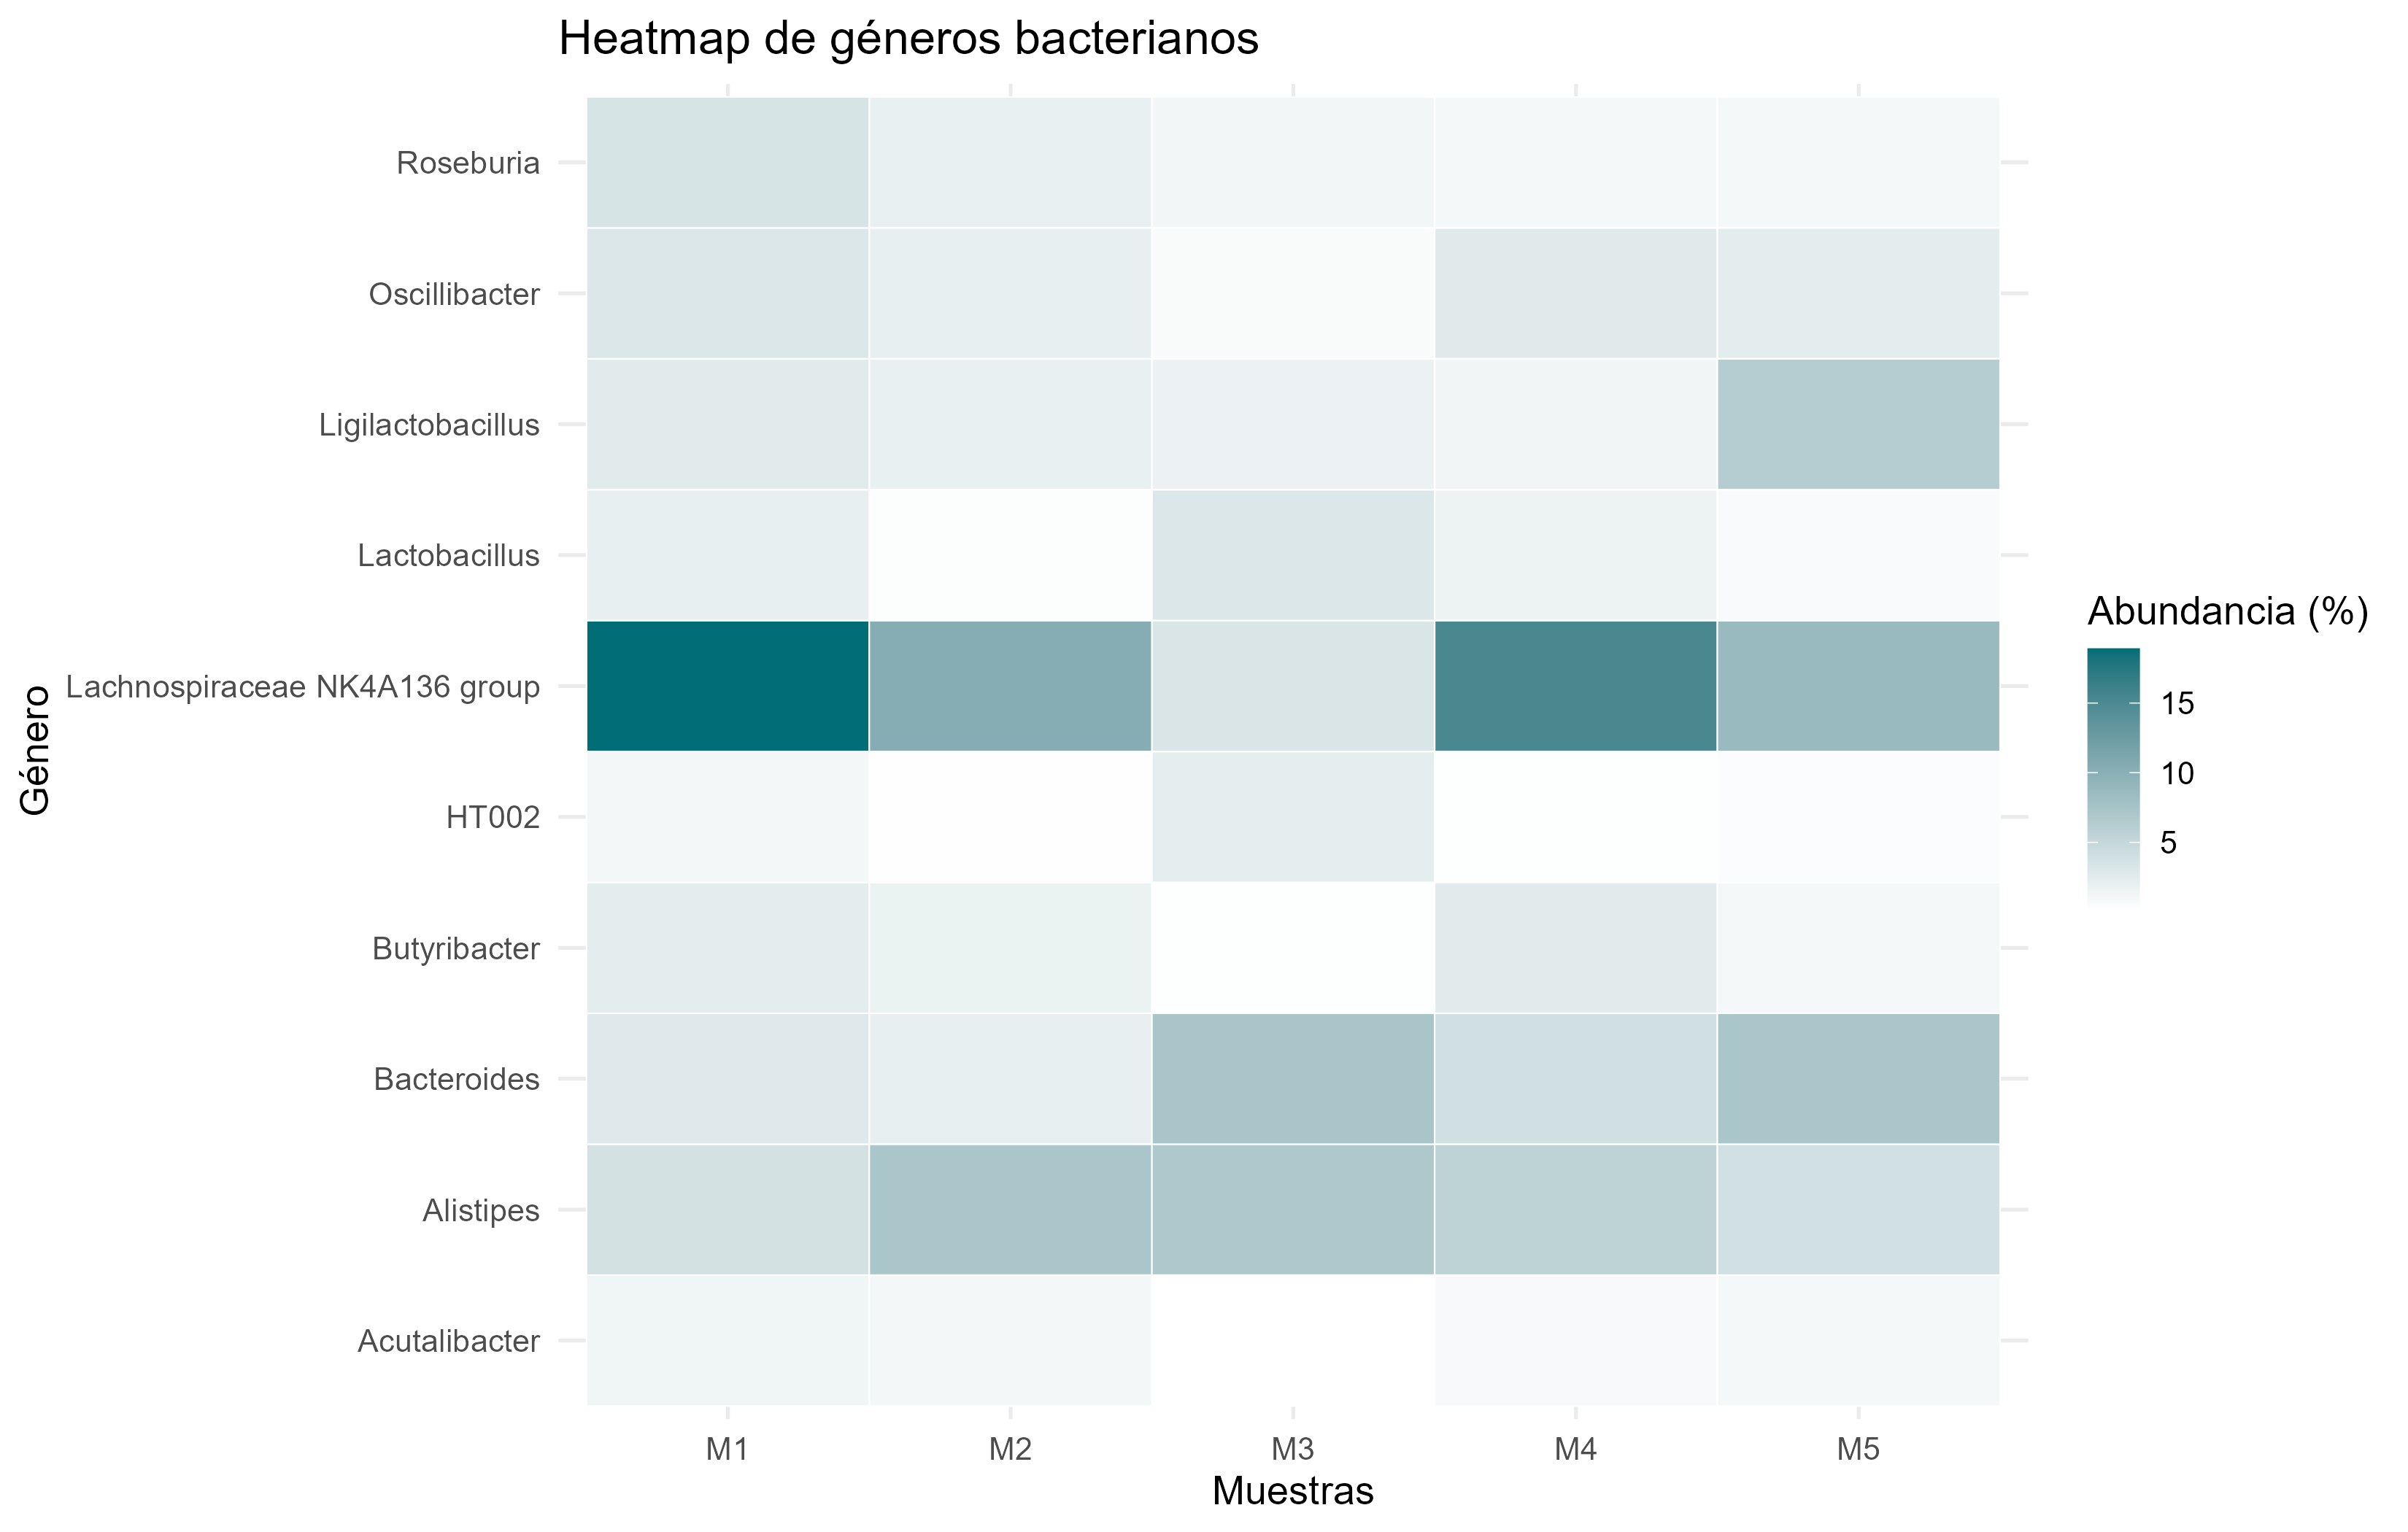 Heatmap de géneros bacterianos
Género
Roseburia
Oscillibacter
Ligilactobacillus
Lactobacillus
Lachnospiraceae NK4A136 group
HT002
Butyribacter
Bacteroides
Alistipes
Acutalibacter
M1 M2 M3 M4 M5
Muestras
Abundancia (%)
15
10
5